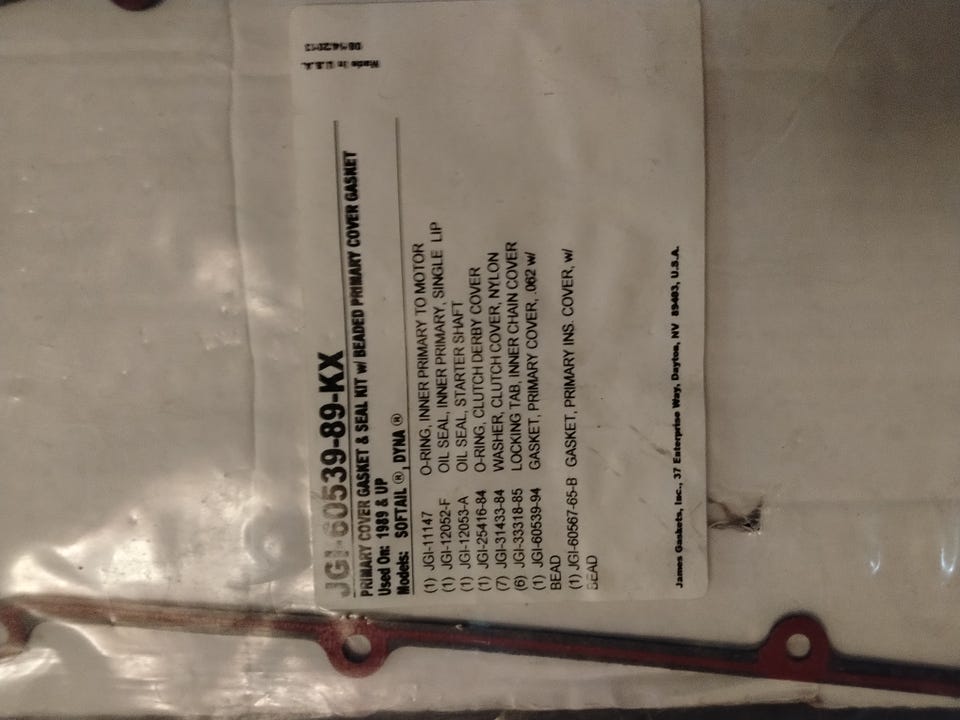 JGI-60539-89-KX
PRIMARY COVER GASKET & SEAL KIT w/ BEADED PRIMARY COVER GASKET
Used On: 1989 & UP
Models: SOFTAIL ®, DYNA ®
(1) JGI-11147 O-RING, INNER PRIMARY TO MOTOR
(1) JGI-12052-F OIL SEAL, INNER PRIMARY, SINGLE LIP
(1) JGI-12053-A OIL SEAL, STARTER SHAFT
(1) JGI-25416-84 O-RING, CLUTCH DERBY COVER
(7) JGI-31433-84 WASHER, CLUTCH COVER, NYLON
(6) JGI-33318-85 LOCKING TAB, INNER CHAIN COVER
(1) JGI-60539-94 GASKET, PRIMARY COVER, .062 w/
BEAD
(1) JGI-60567-65-B GASKET, PRIMARY INS. COVER, w/
BEAD
James Gaskets, Inc., 37 Enterprise Way, Dayton, NV 89403, U.S.A.
08/14/2013
Made in U.S.A.